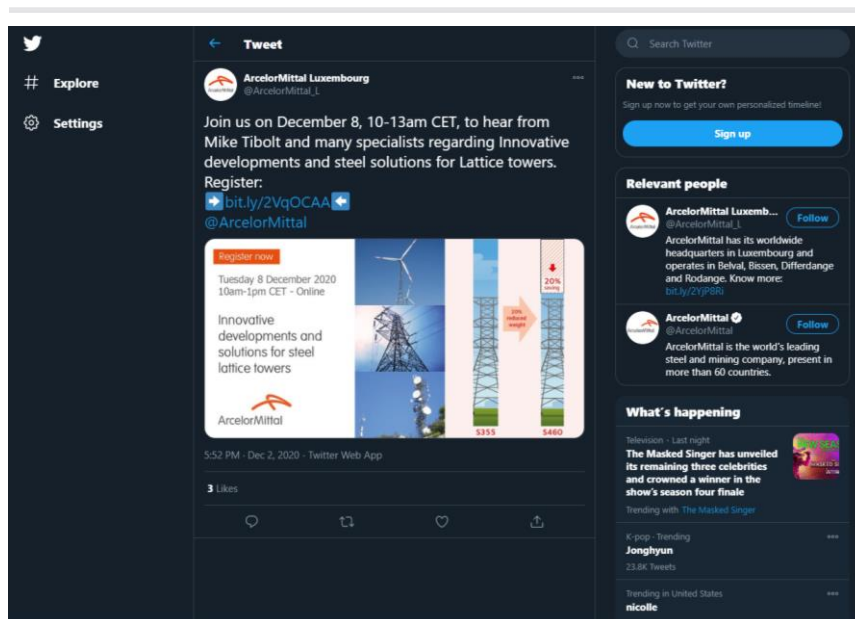 Tweet
Explore
Settings
ArcelorMittal Luxembourg
@ArcelorMittal_L
Join us on December 8, 10-13am CET, to hear from
Mike Tibolt and many specialists regarding Innovative
developments and steel solutions for Lattice towers.
Register:
➡bit.ly/2VqOCAA⬅
@ArcelorMittal
Register now
Tuesday 8 December 2020
10am-1pm CET - Online
Innovative
developments and
solutions for steel
lattice towers
ArcelorMittal
20%
reduced
weight
20%
saving
S355
S460
5:52 PM · Dec 2, 2020 · Twitter Web App
3 Likes
Search Twitter
New to Twitter?
Sign up now to get your own personalized timeline!
Sign up
Relevant people
ArcelorMittal Luxemb...
@ArcelorMittal_L
Follow
ArcelorMittal has its worldwide
headquarters in Luxembourg and
operates in Belval, Bissen, Differdange
and Rodange. Know more:
bit.ly/2YjP8Ri
ArcelorMittal
@ArcelorMittal
Follow
ArcelorMittal is the world's leading
steel and mining company, present in
more than 60 countries.
What's happening
Television · Last night
The Masked Singer has unveiled
its remaining three celebrities
and crowned a winner in the
show's season four finale
Trending with The Masked Singer
K-pop · Trending
Jonghyun
23.8K Tweets
Trending in United States
nicolle